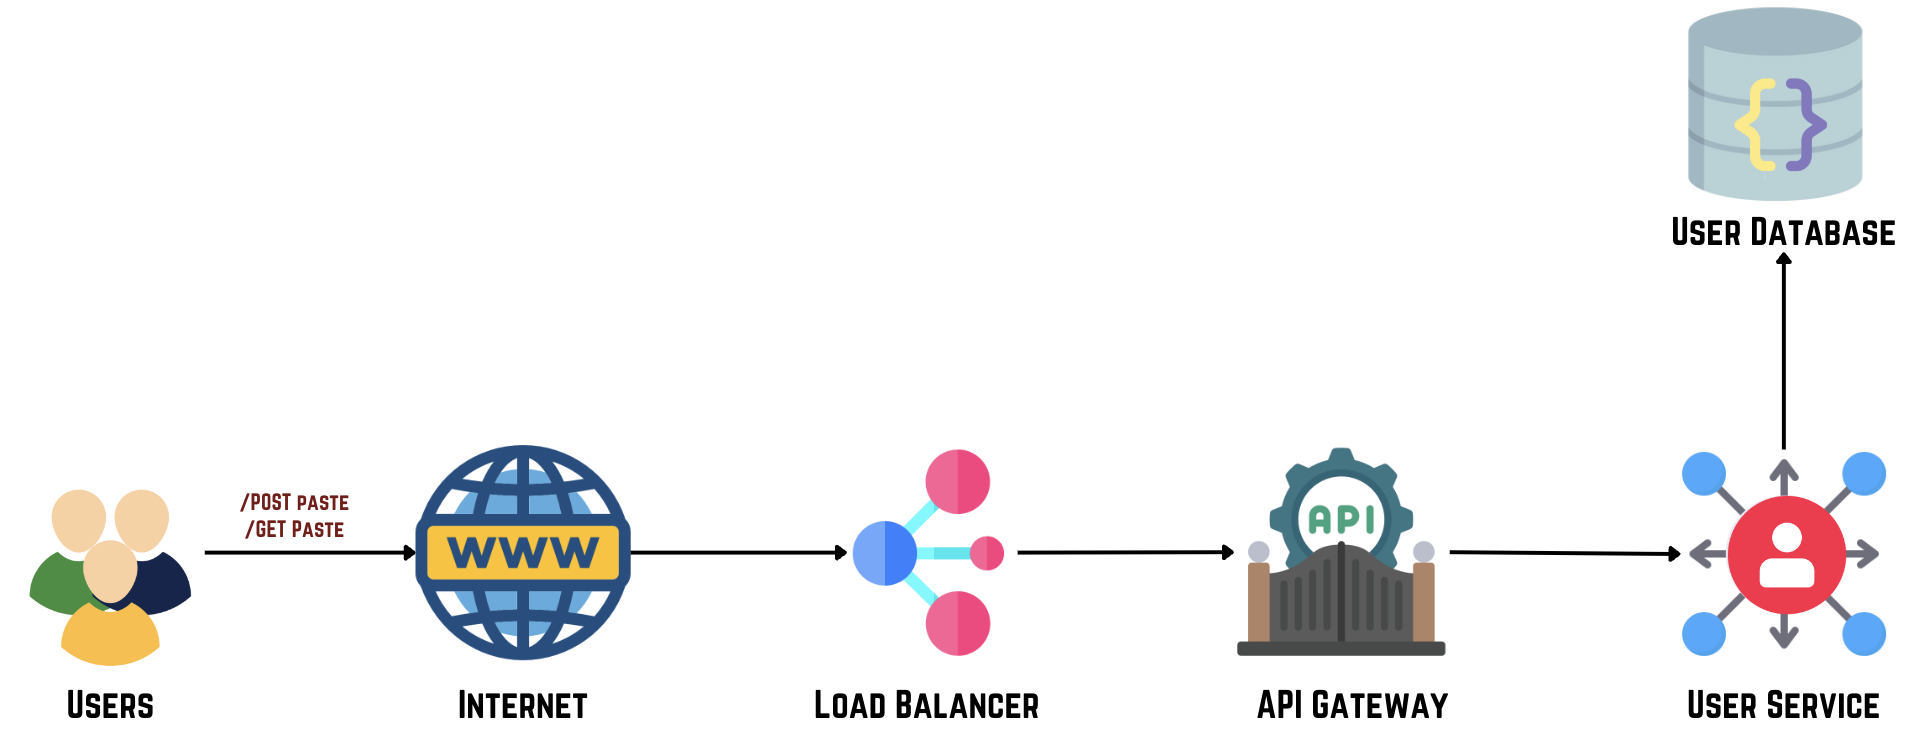 User Database
/POST paste
/GET Paste
WWW
API
Users
Internet
Load Balancer
API Gateway
User Service